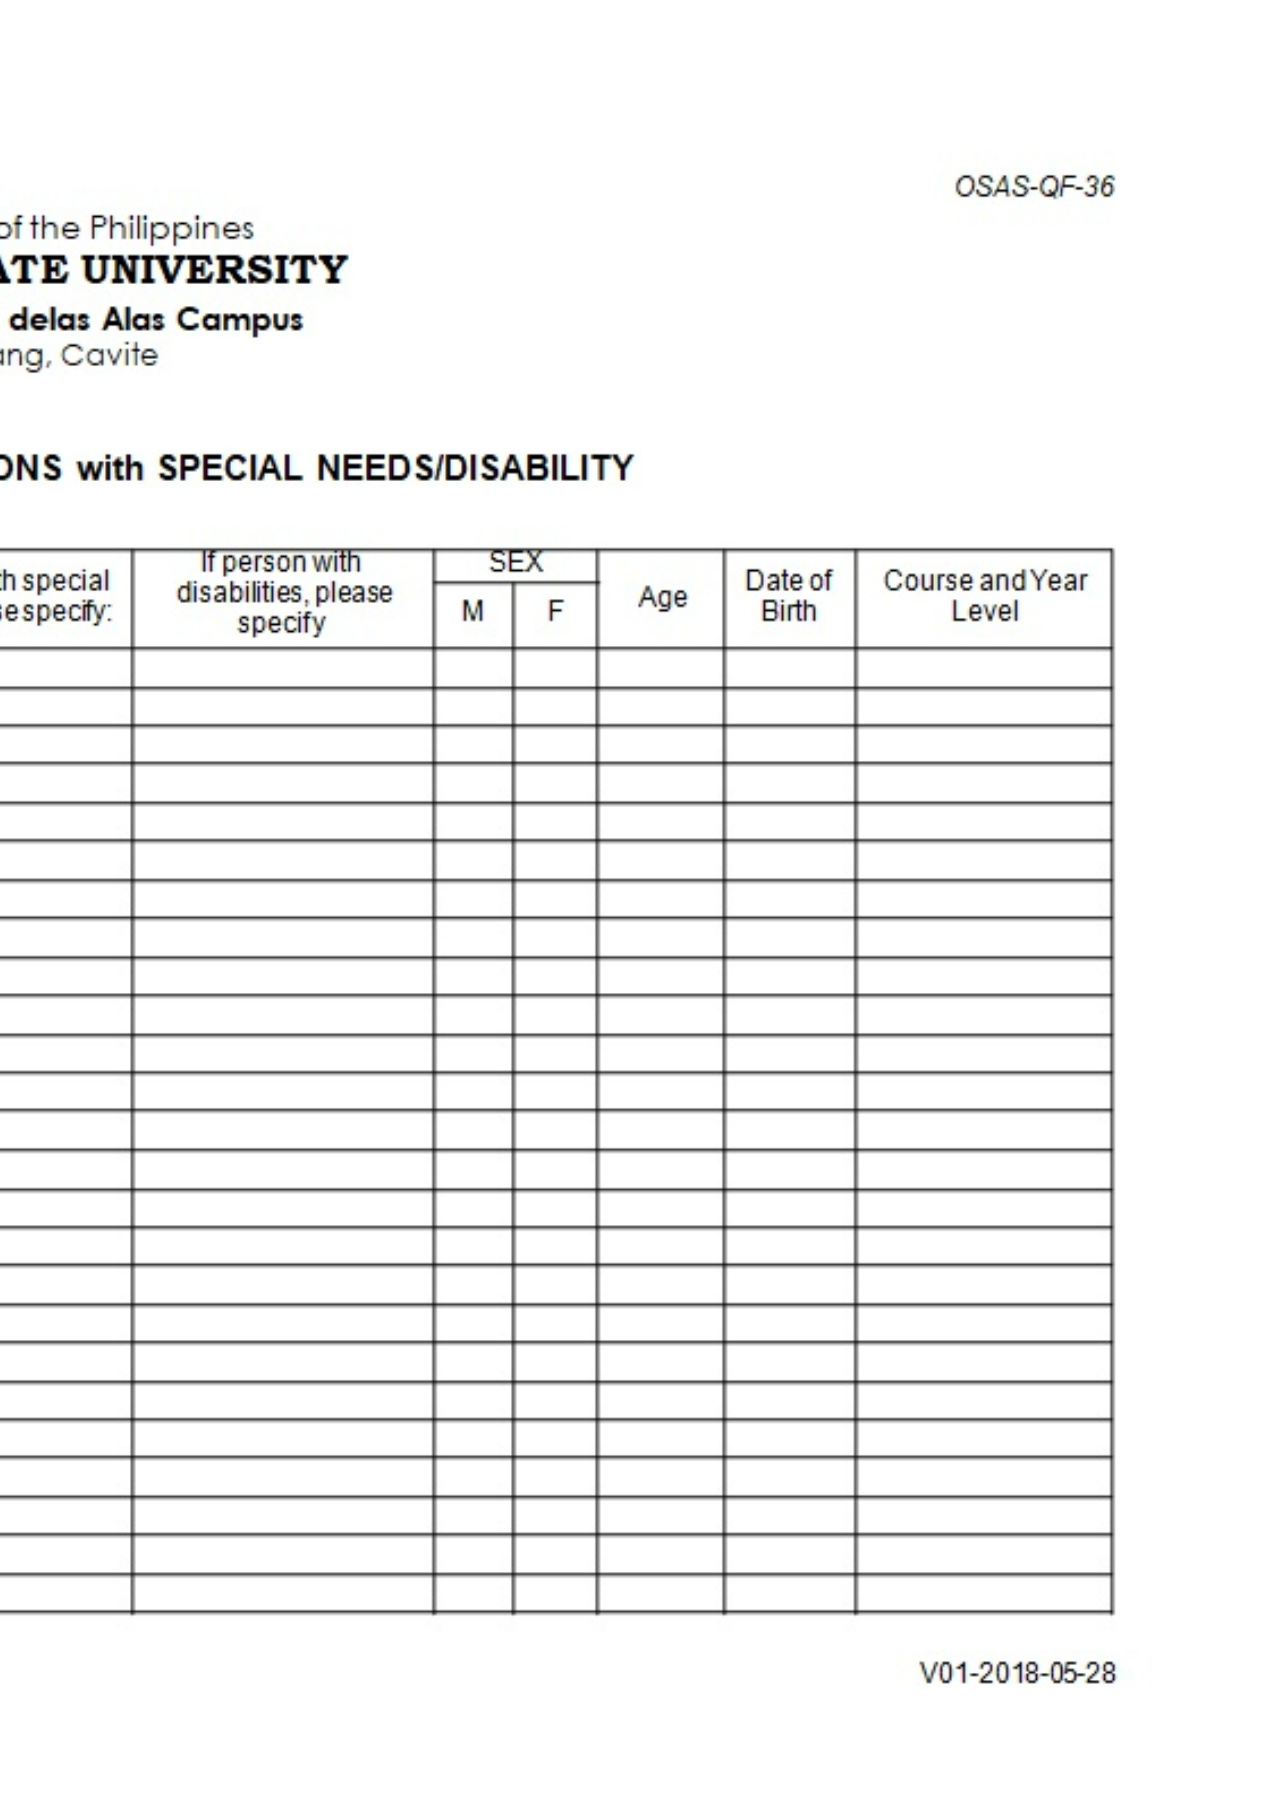 OSAS-QF-36
of the Philippines
ATE UNIVERSITY
delas Alas Campus
ang, Cavite
ONS with SPECIAL NEEDS/DISABILITY
th special
se specify:
If person with
disabilities, please
specify
SEX
M F
Age
Date of
Birth
Course and Year
Level
V01-2018-05-28